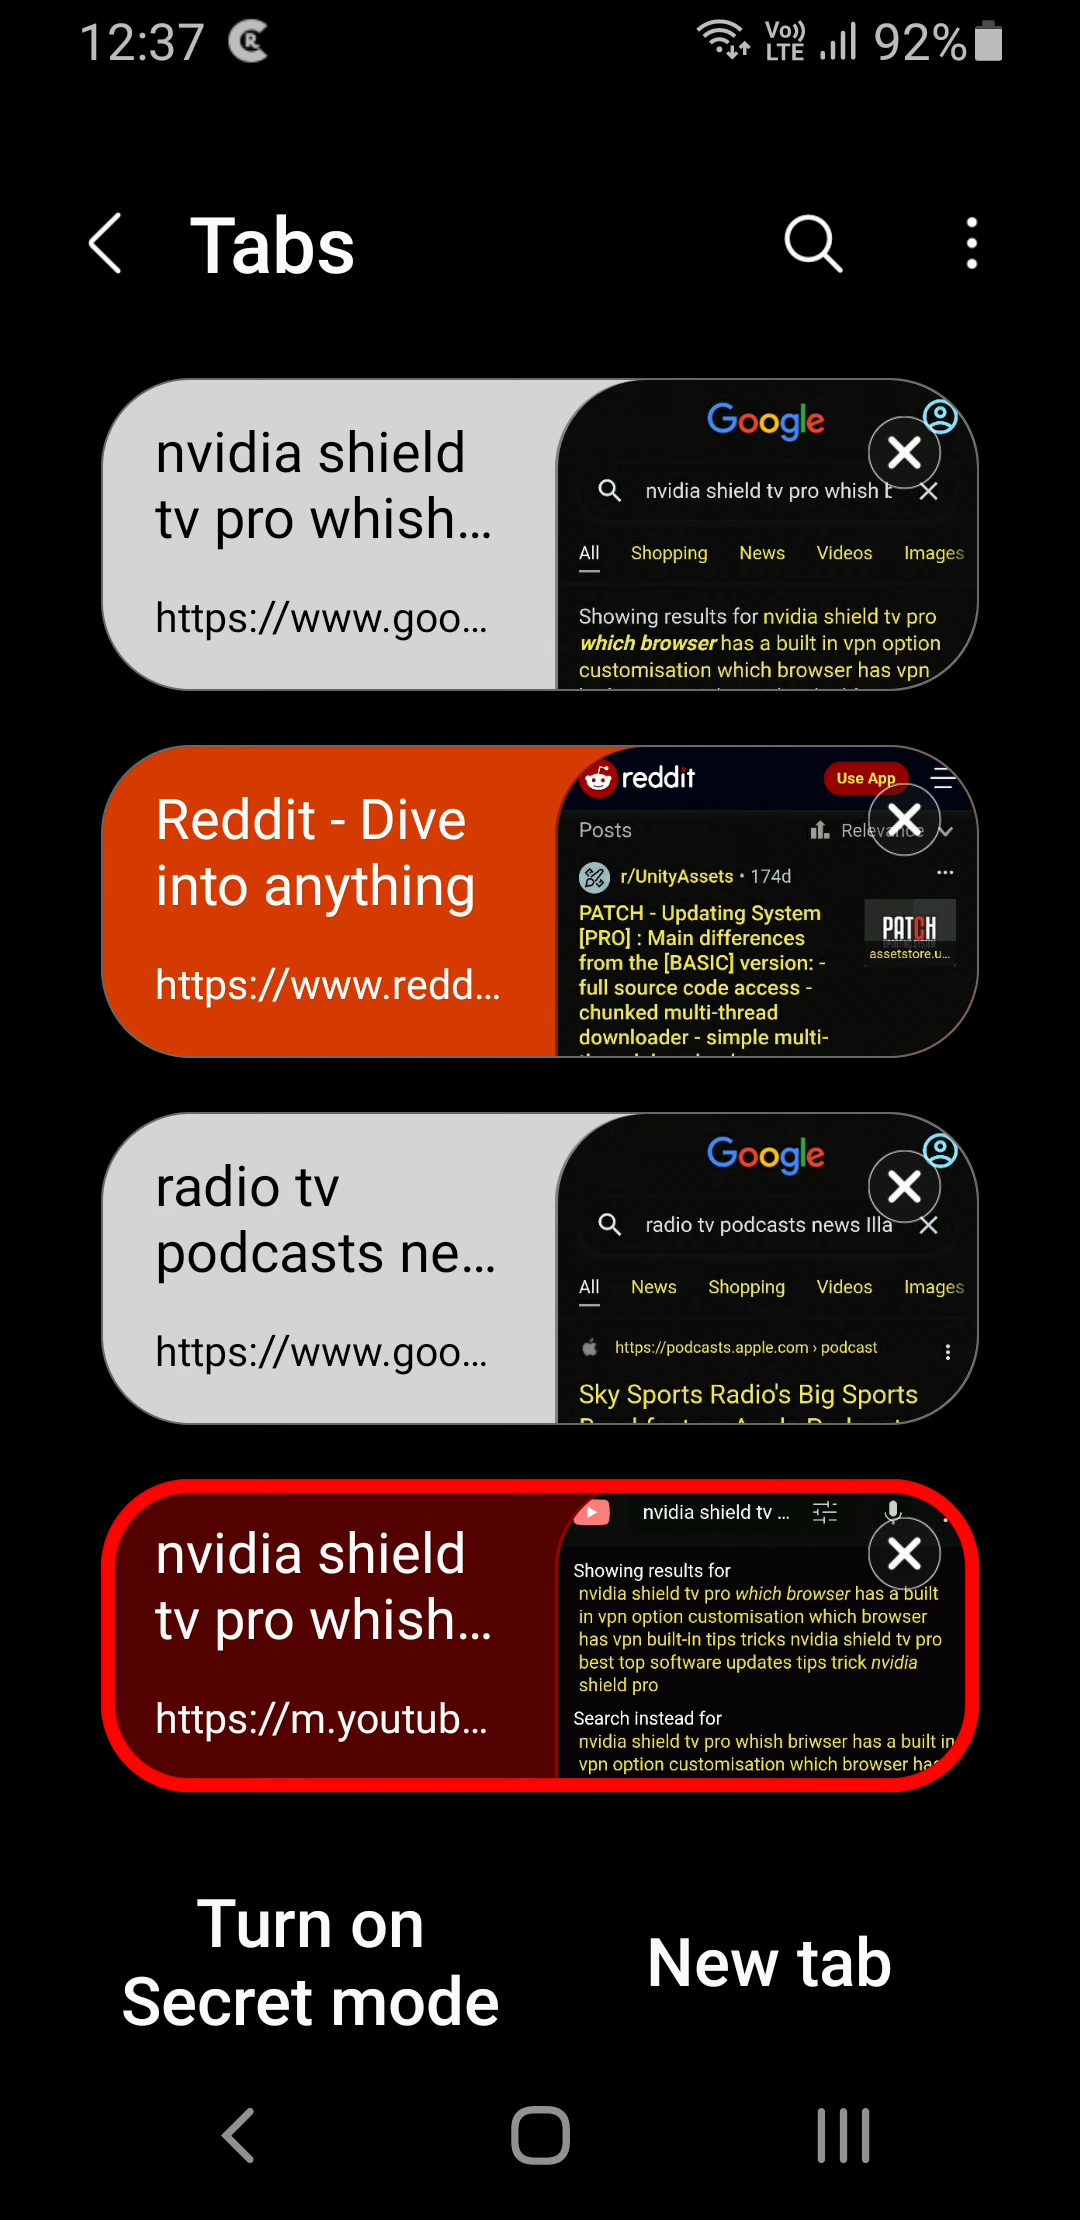 12:37
Vo)) LTE 92%
Tabs
nvidia shield
tv pro whish...
https://www.goo...
Google
nvidia shield tv pro whish
All Shopping News Videos Images
Showing results for nvidia shield tv pro
which browser has a built in vpn option
customisation which browser has vpn
Reddit - Dive
into anything
https://www.redd...
reddit
Use App
Posts
Relevance
r/UnityAssets • 174d
PATCH - Updating System
[PRO] : Main differences
from the [BASIC] version: -
full source code access -
chunked multi-thread
downloader - simple multi-
PATCH
UPDATING SYSTEM
assetstore.u...
radio tv
podcasts ne...
https://www.goo...
Google
radio tv podcasts news Illa
All News Shopping Videos Images
https://podcasts.apple.com › podcast
Sky Sports Radio's Big Sports
nvidia shield
tv pro whish...
https://m.youtub...
nvidia shield tv ...
Showing results for
nvidia shield tv pro which browser has a built
in vpn option customisation which browser
has vpn built-in tips tricks nvidia shield tv pro
best top software updates tips trick nvidia
shield pro
Search instead for
nvidia shield tv pro whish briwser has a built in
vpn option customisation which browser has
Turn on
Secret mode
New tab